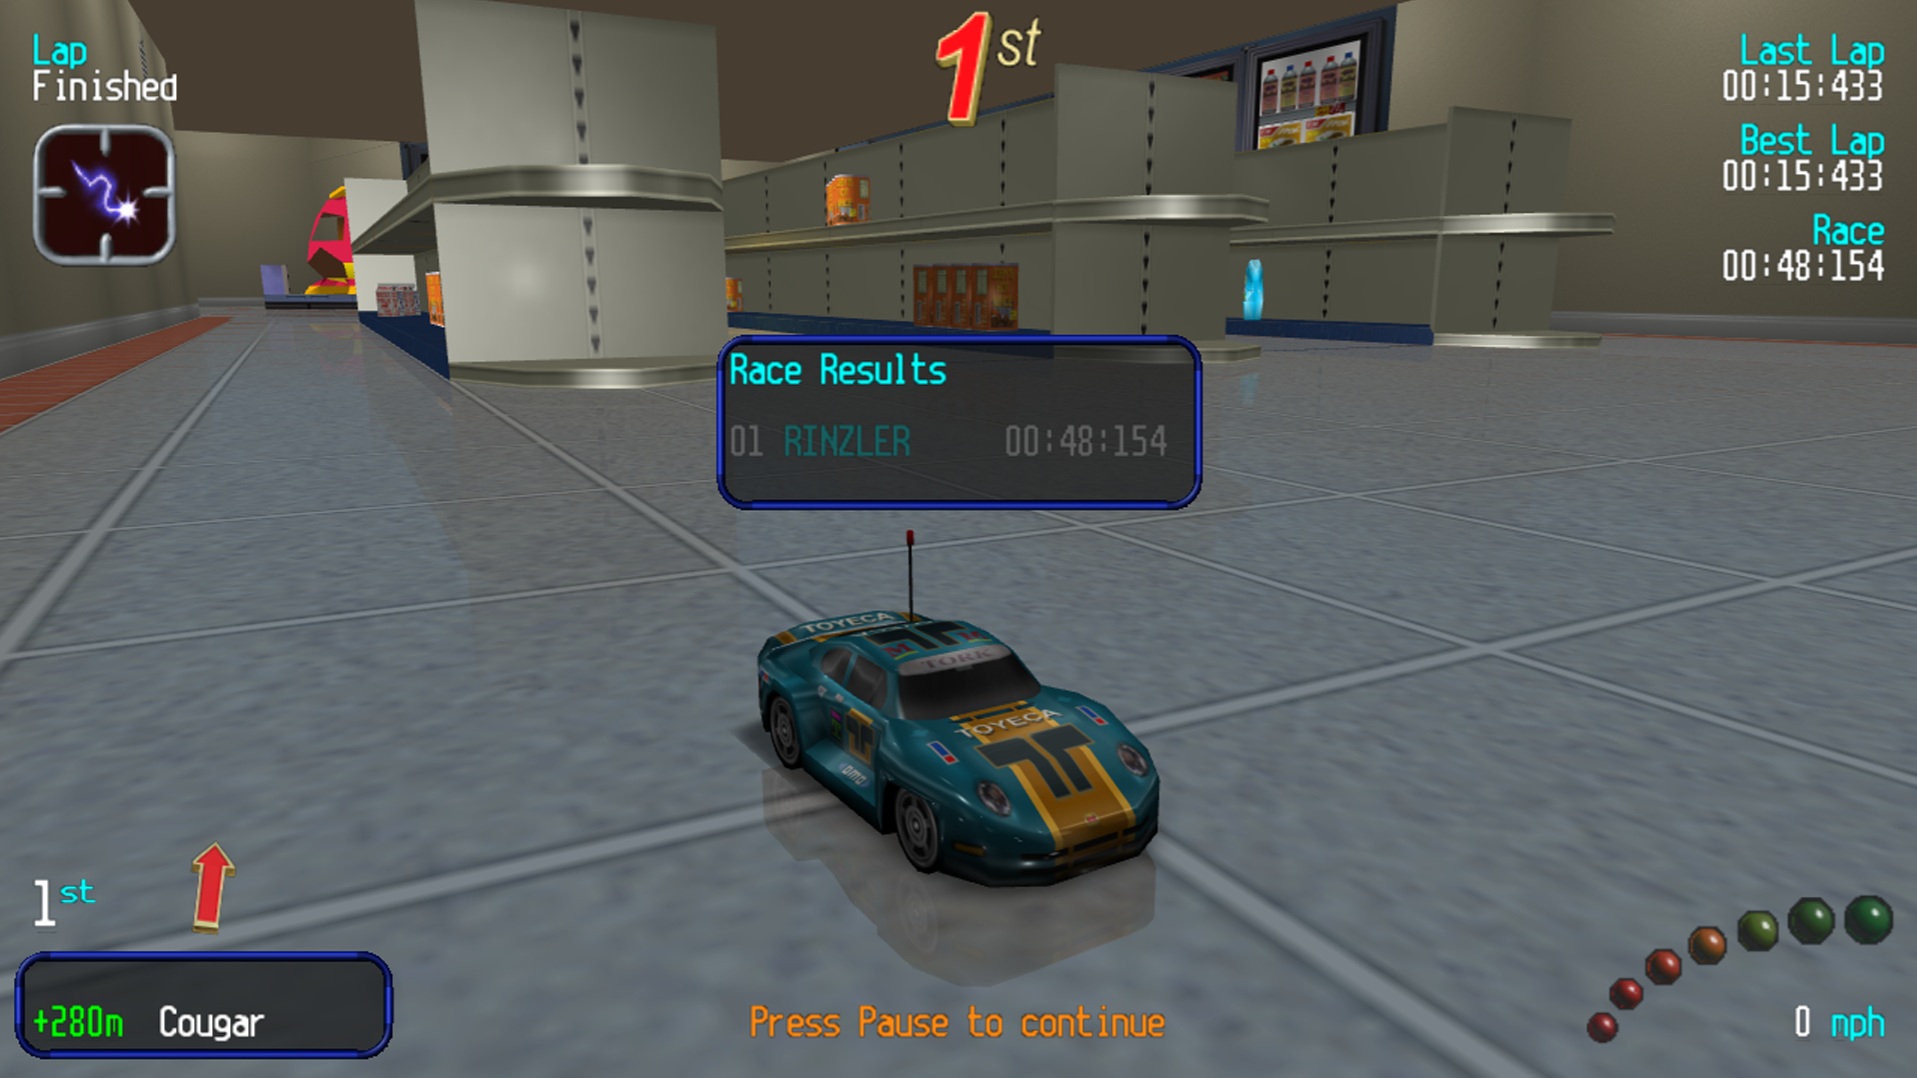 Lap
Finished
1st
Last Lap
00:15:433
Best Lap
00:15:433
Race
00:48:154
Race Results
01 RINZLER 00:48:154
TOYECA
TORK
TOYECA
1st
+280m Cougar
Press Pause to continue
0 mph